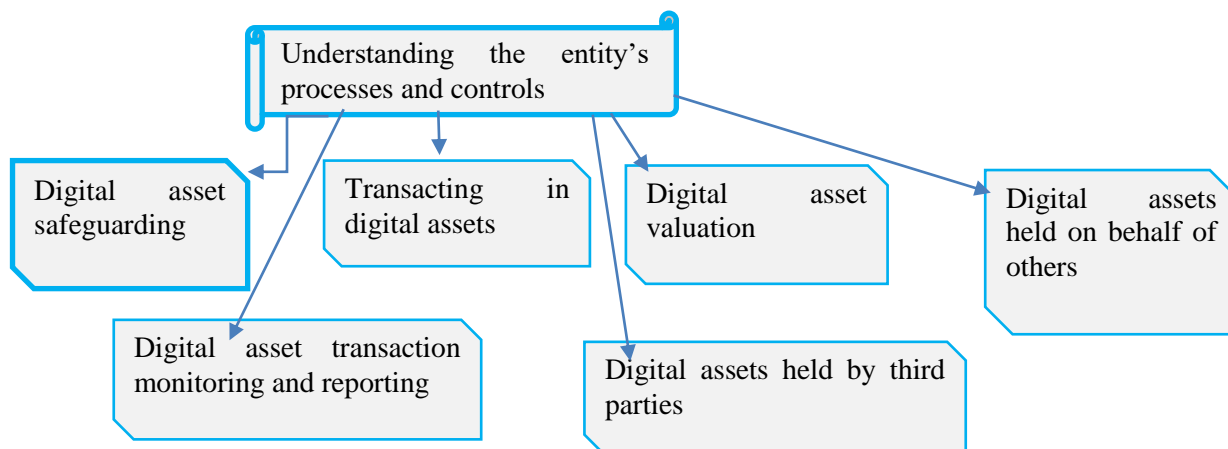 Understanding the entity’s
processes and controls
Digital asset
safeguarding
Transacting in
digital assets
Digital asset
valuation
Digital assets
held on behalf of
others
Digital asset transaction
monitoring and reporting
Digital assets held by third
parties